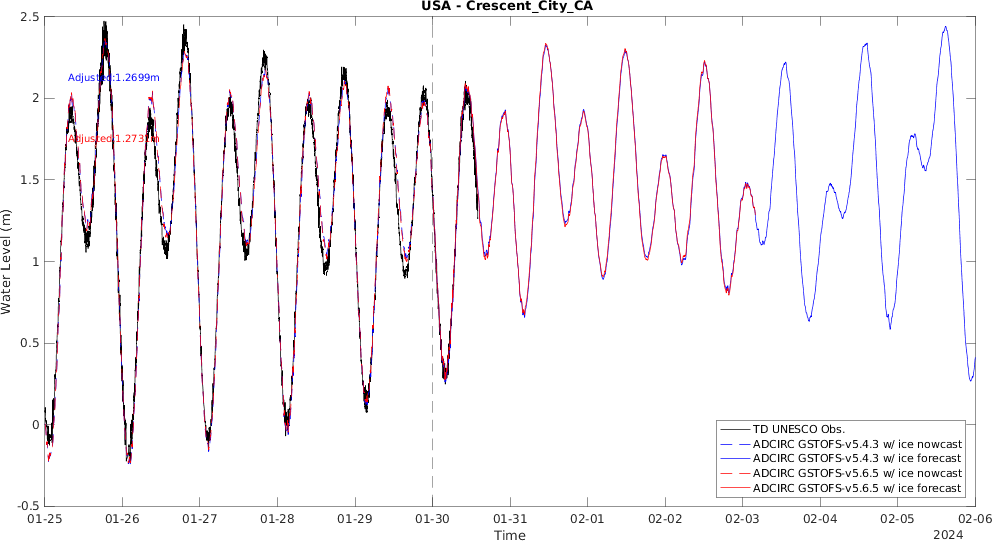 USA - Crescent_City_CA
2.5
2
1.5
1
0.5
0
-0.5
Water Level (m)
Adjusted:1.2699m
Adjusted:1.273
01-25 01-26 01-27 01-28 01-29 01-30 01-31 02-01 02-02 02-03 02-04 02-05 02-06
Time
2024
TD UNESCO Obs.
ADCIRC GSTOFS-v5.4.3 w/ ice nowcast
ADCIRC GSTOFS-v5.4.3 w/ ice forecast
ADCIRC GSTOFS-v5.6.5 w/ ice nowcast
ADCIRC GSTOFS-v5.6.5 w/ ice forecast